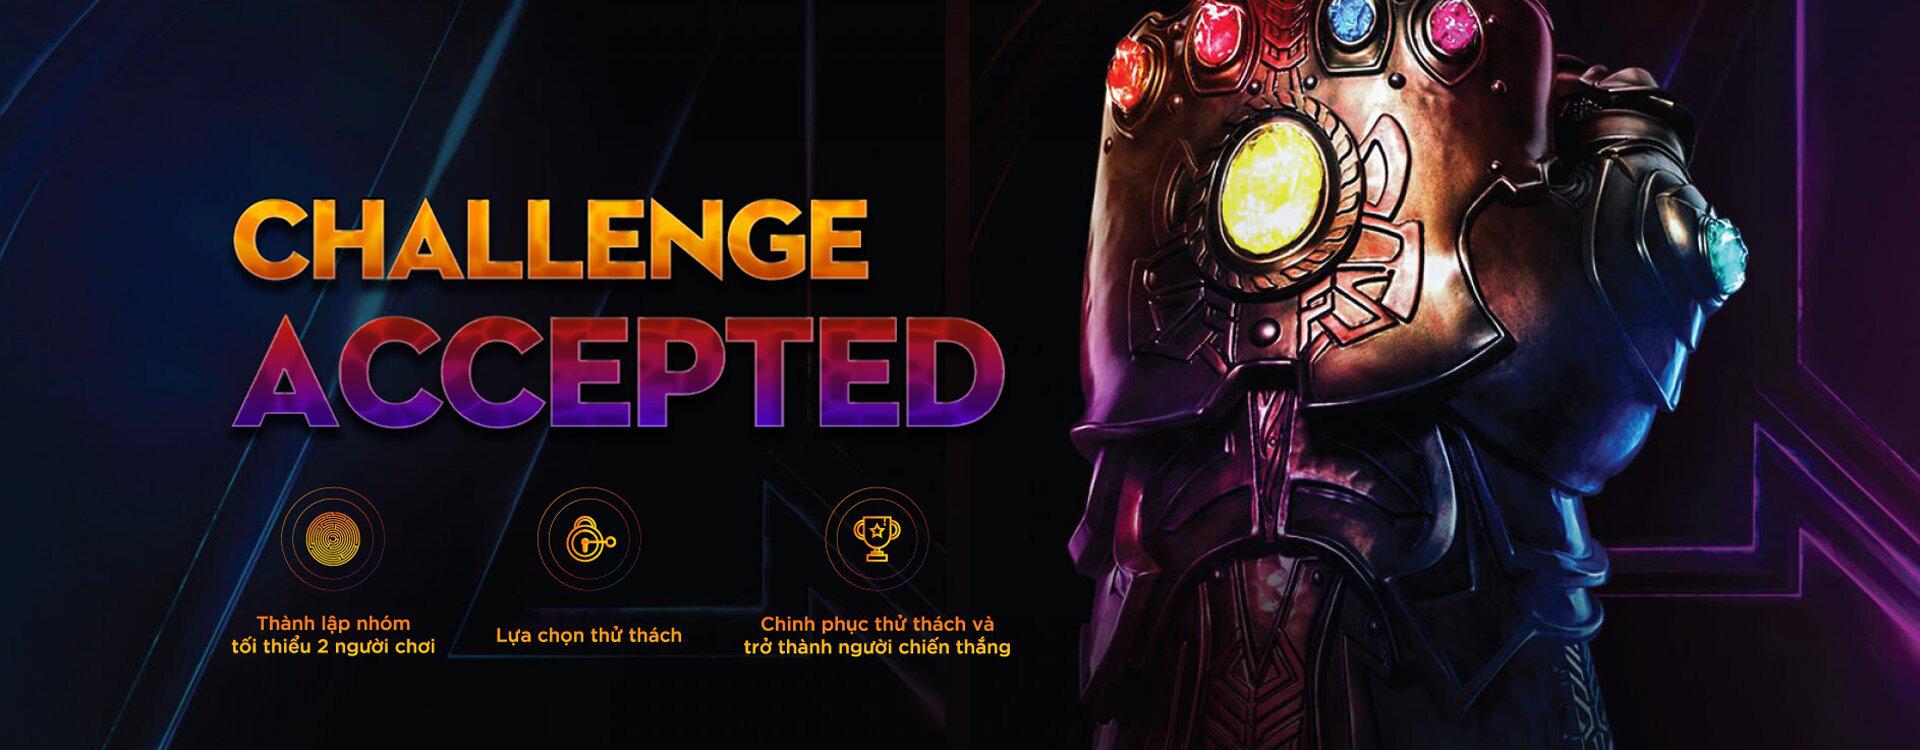 CHALLENGE
ACCEPTED
Thành lập nhóm
tối thiểu 2 người chơi
Lựa chọn thử thách
Chinh phục thử thách và
trở thành người chiến thắng